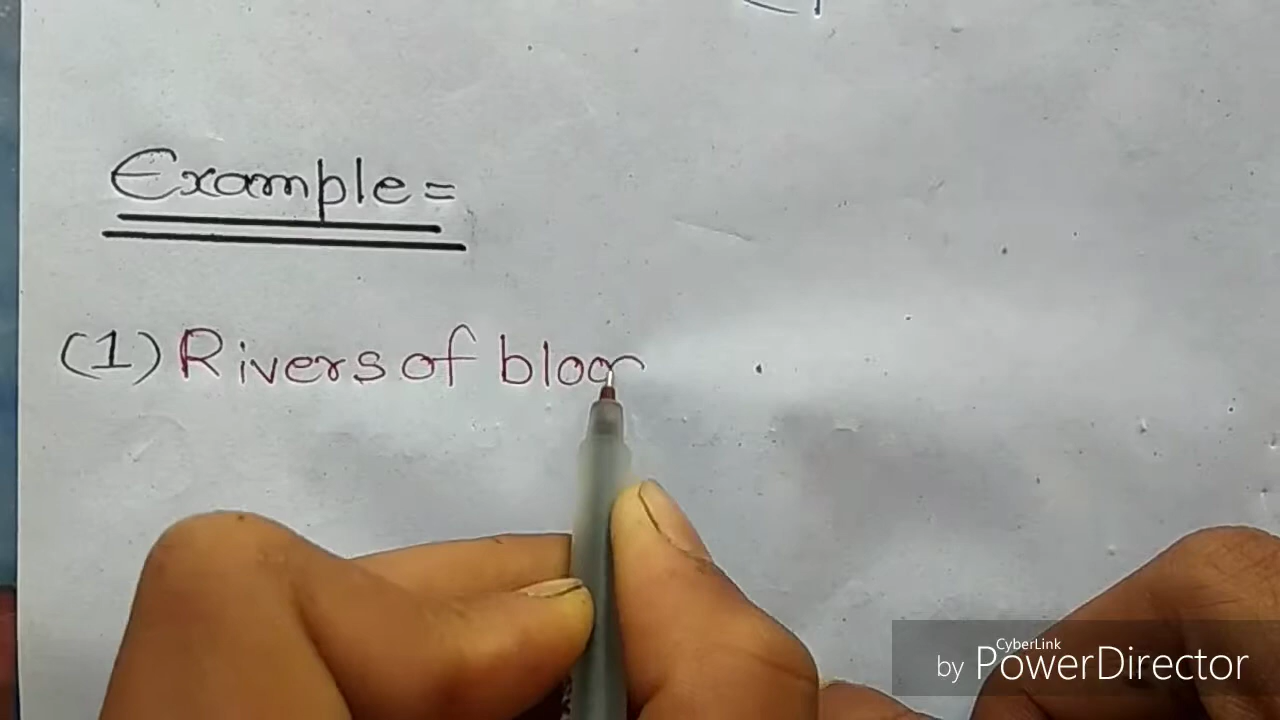 Example =
(1) Rivers of bloo
CyberLink
by PowerDirector